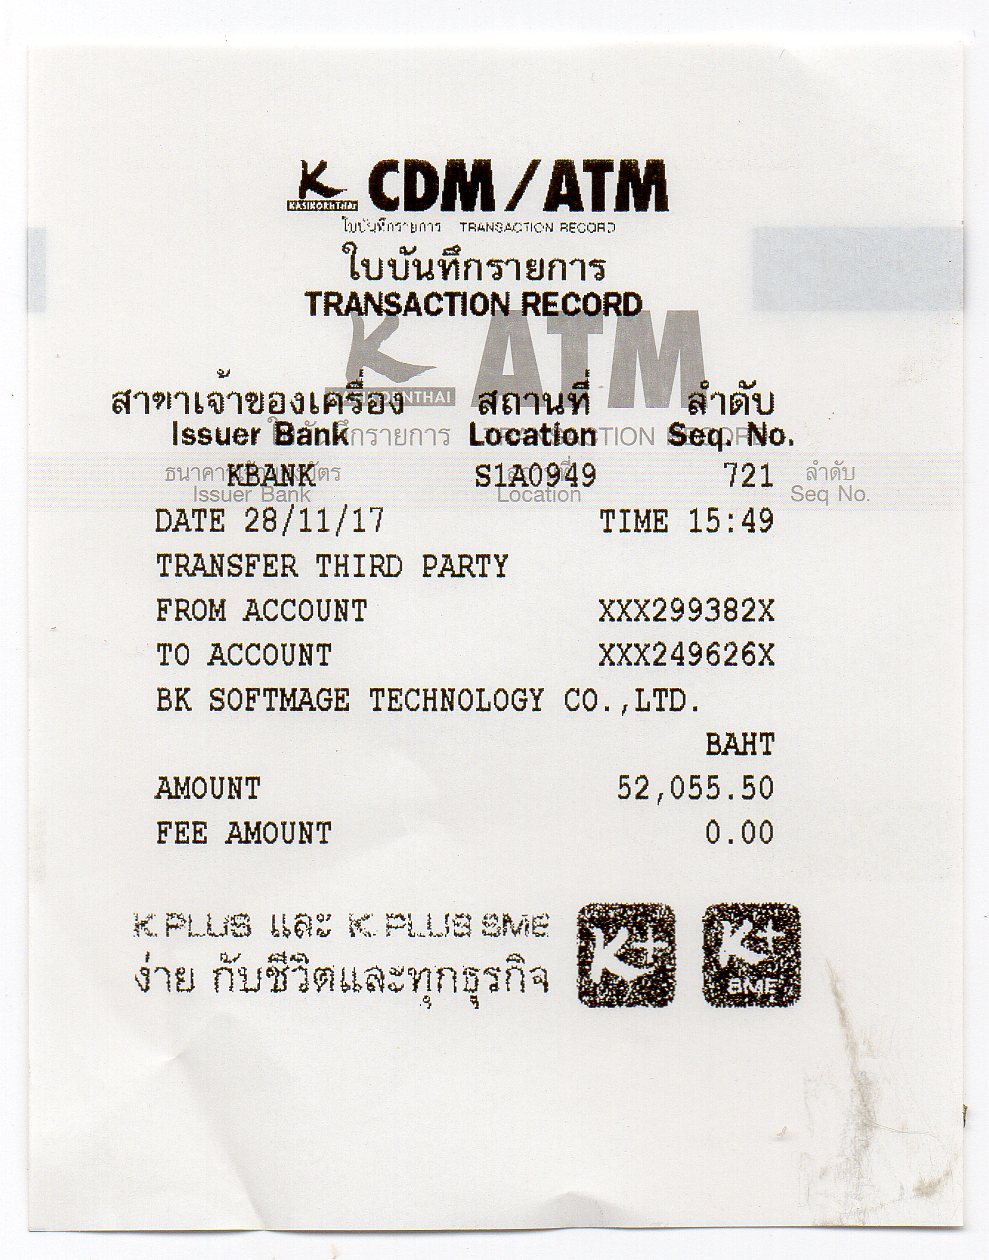 K CDM/ATM
KASIKORNTHAI
ใบบันทึกรายการ TRANSACTION RECORD
ใบบันทึกรายการ
TRANSACTION RECORD
K ATM
สาขาเจ้าของเครื่อง สถานที่ ลำดับ
Issuer Bank Location Seq. No.
KBANK S1A0949 721
ลำดับ
Issuer Bank Location Seq No.
DATE 28/11/17 TIME 15:49
TRANSFER THIRD PARTY
FROM ACCOUNT XXX299382X
TO ACCOUNT XXX249626X
BK SOFTMAGE TECHNOLOGY CO.,LTD.
BAHT
AMOUNT 52,055.50
FEE AMOUNT 0.00
K PLUS และ K PLUS SME
ง่าย กับชีวิตและทุกธุรกิจ
K+ K+ SME